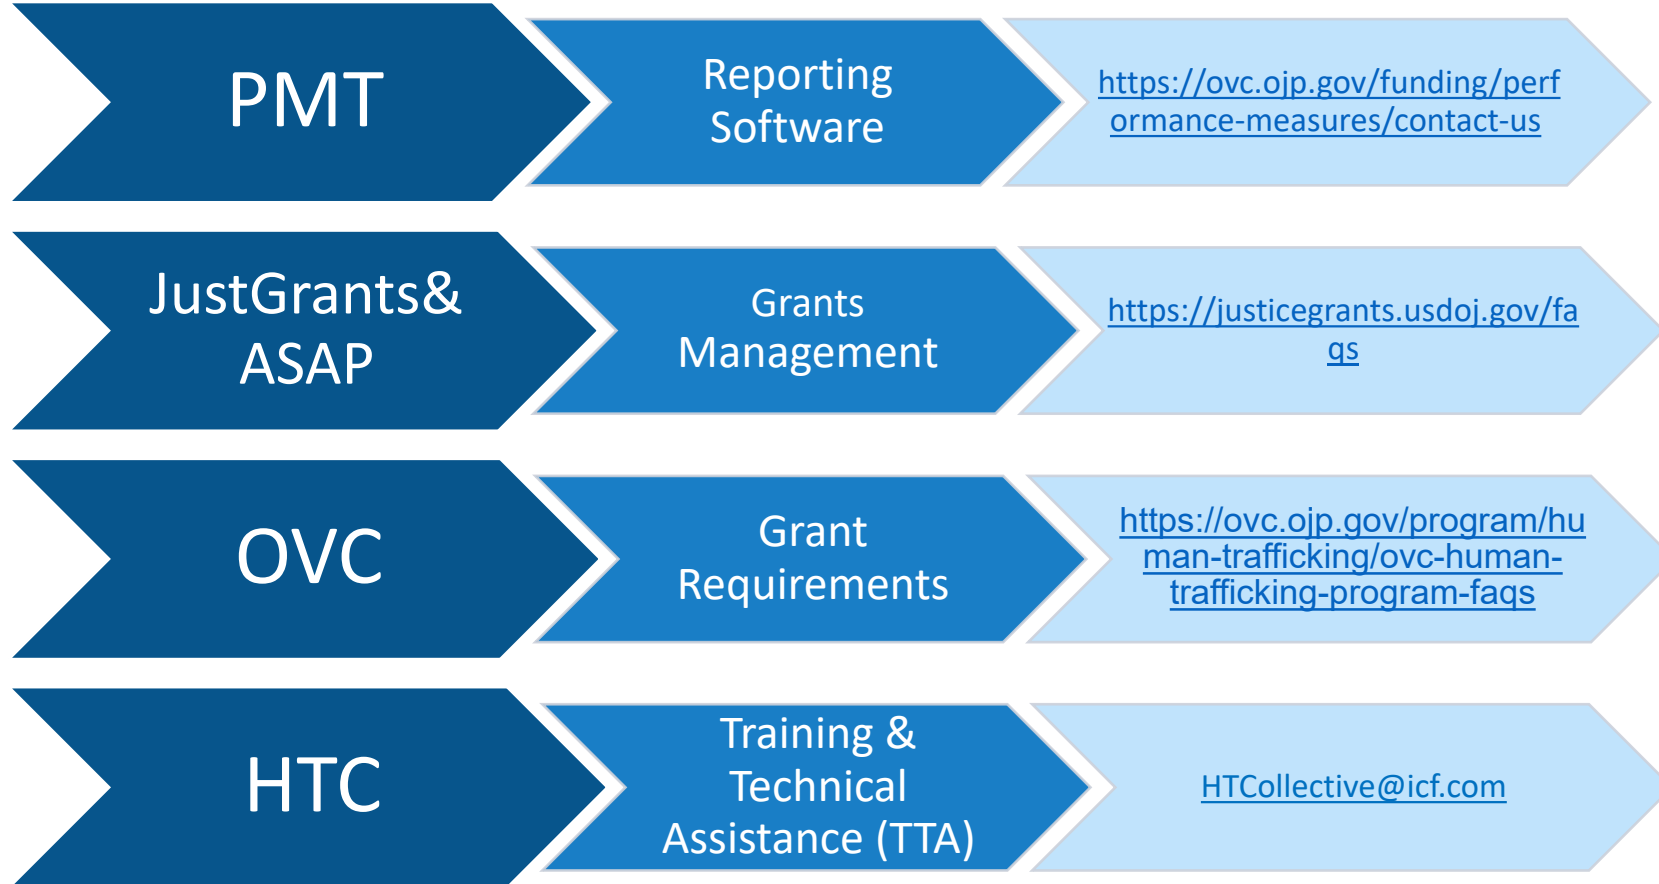 PMT
Reporting
Software
https://ovc.ojp.gov/funding/perf
ormance-measures/contact-us
JustGrants&
ASAP
Grants
Management
https://justicegrants.usdoj.gov/fa
qs
OVC
Grant
Requirements
https://ovc.ojp.gov/program/hu
man-trafficking/ovc-human-
trafficking-program-faqs
HTC
Training &
Technical
Assistance (TTA)
HTCollective@icf.com